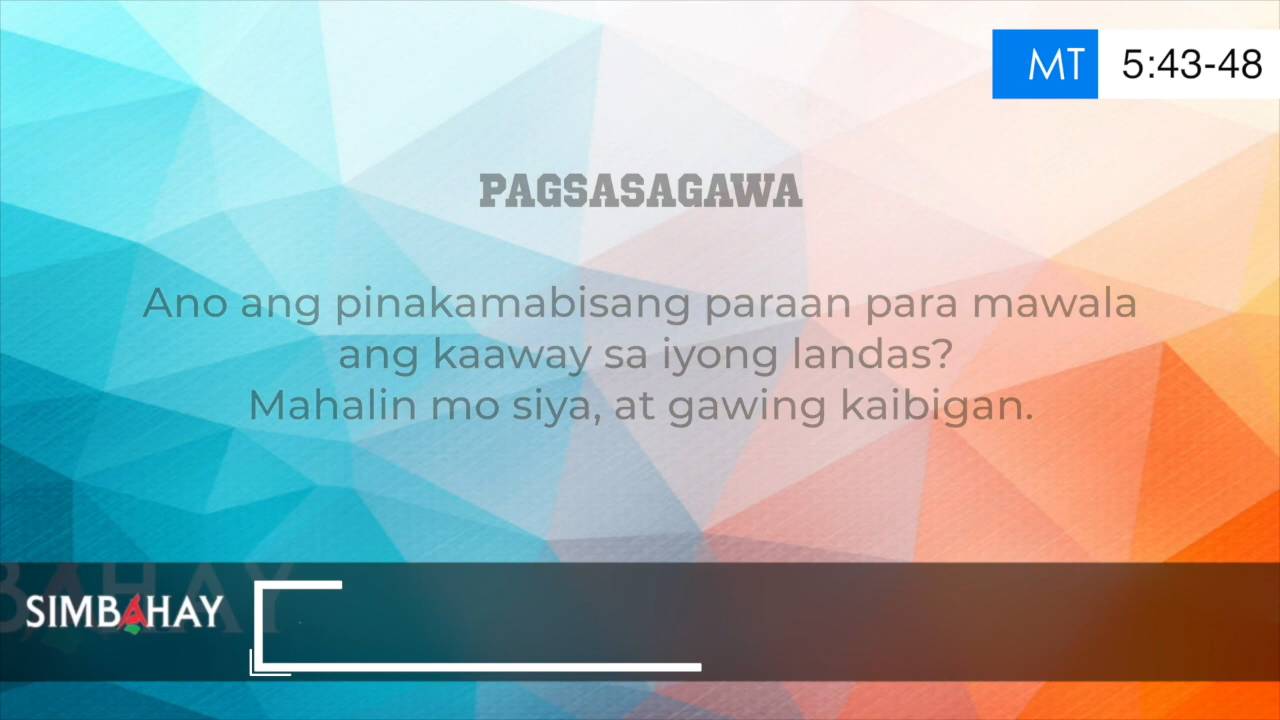 MT 5:43-48
PAGSASAGAWA
Ano ang pinakamabisang paraan para mawala
ang kaaway sa iyong landas?
Mahalin mo siya, at gawing kaibigan.
SIMBAHAY